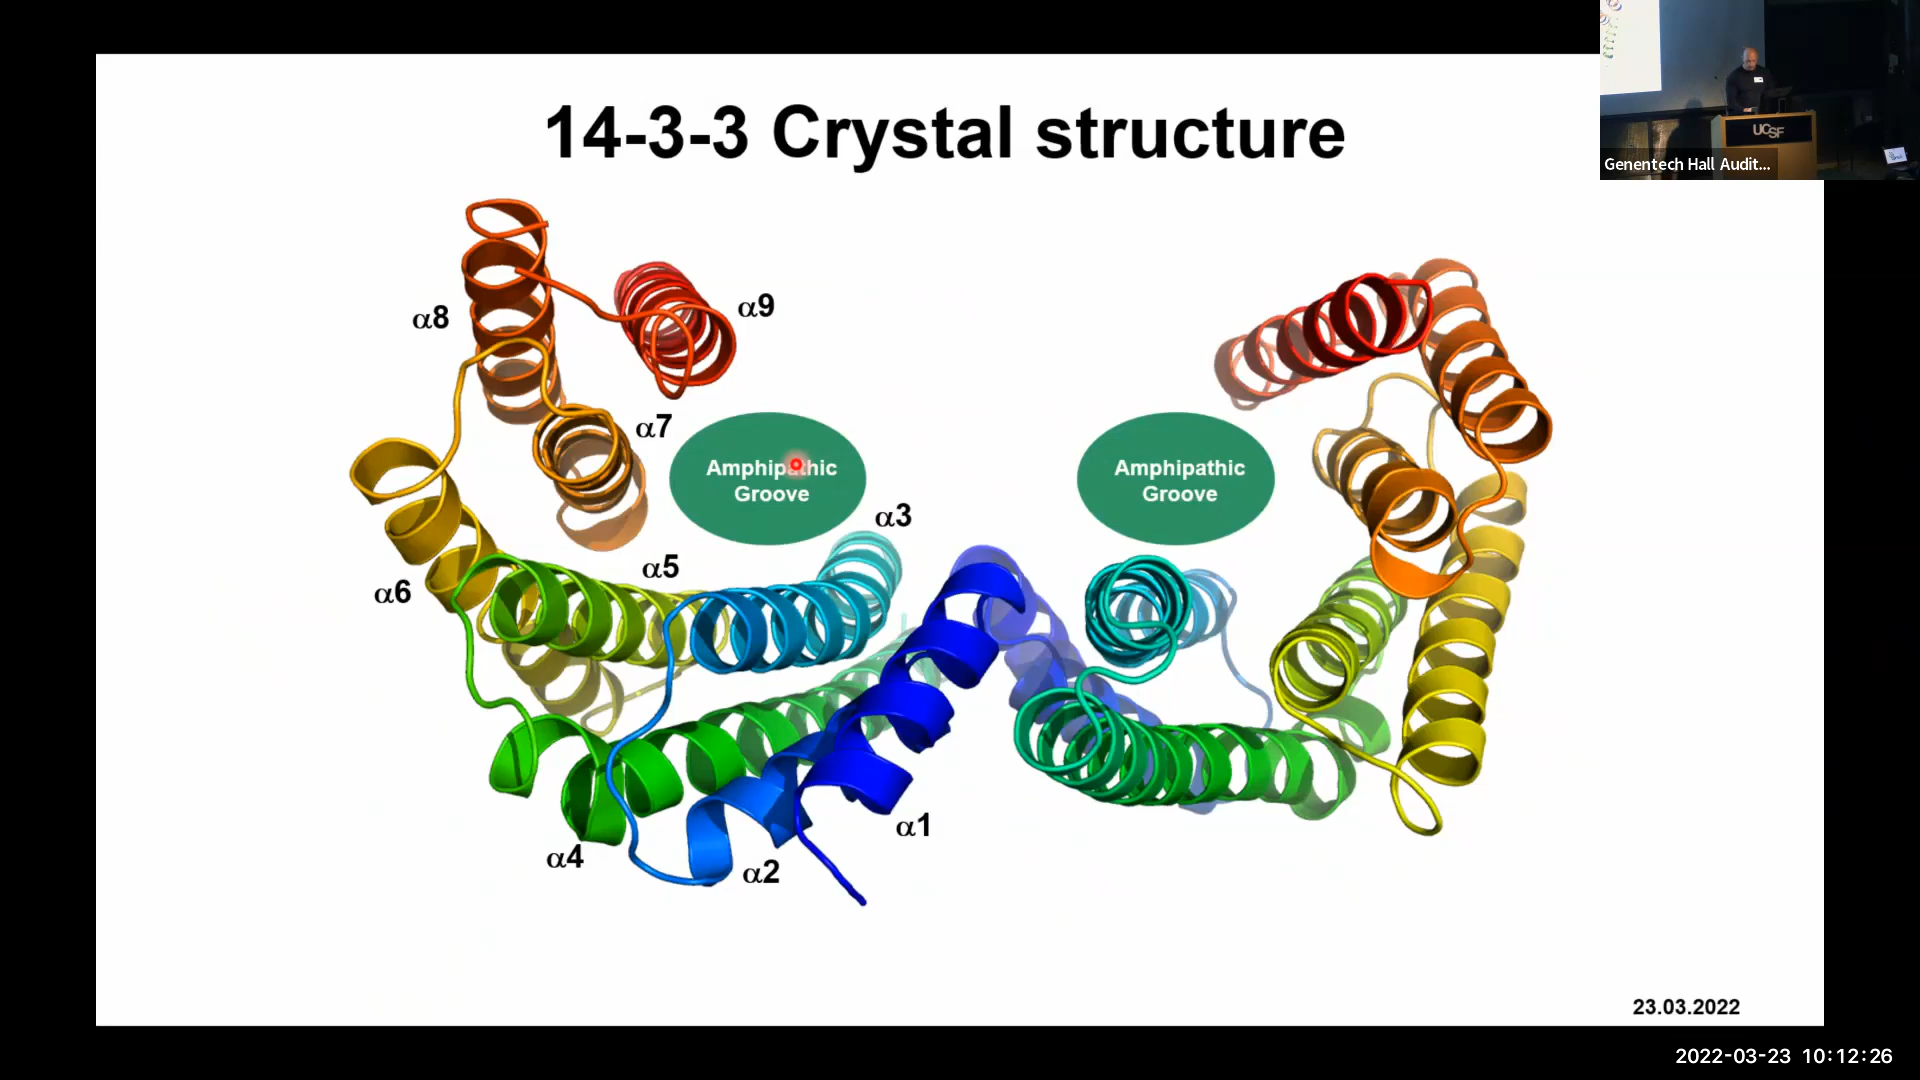 14-3-3 Crystal structure
UCSF
Genentech Hall Audit...
α8
α9
α7
Amphipathic
Groove
Amphipathic
Groove
α3
α5
α6
α1
α4
α2
23.03.2022
2022-03-23 10:12:26